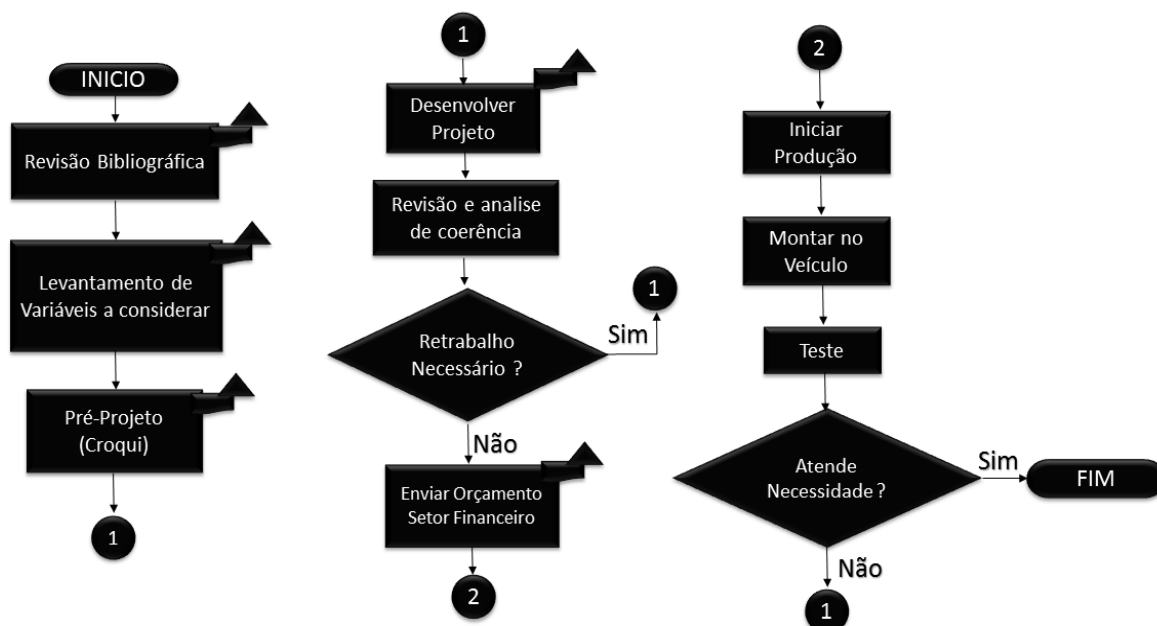 INICIO
Revisão Bibliográfica
Levantamento de
Variáveis a considerar
Pré-Projeto
(Croqui)
1
1
Desenvolver
Projeto
Revisão e analise
de coerência
Retrabalho
Necessário ?
Sim
1
Não
Enviar Orçamento
Setor Financeiro
2
2
Iniciar
Produção
Montar no
Veículo
Teste
Atende
Necessidade ?
Sim
FIM
Não
1